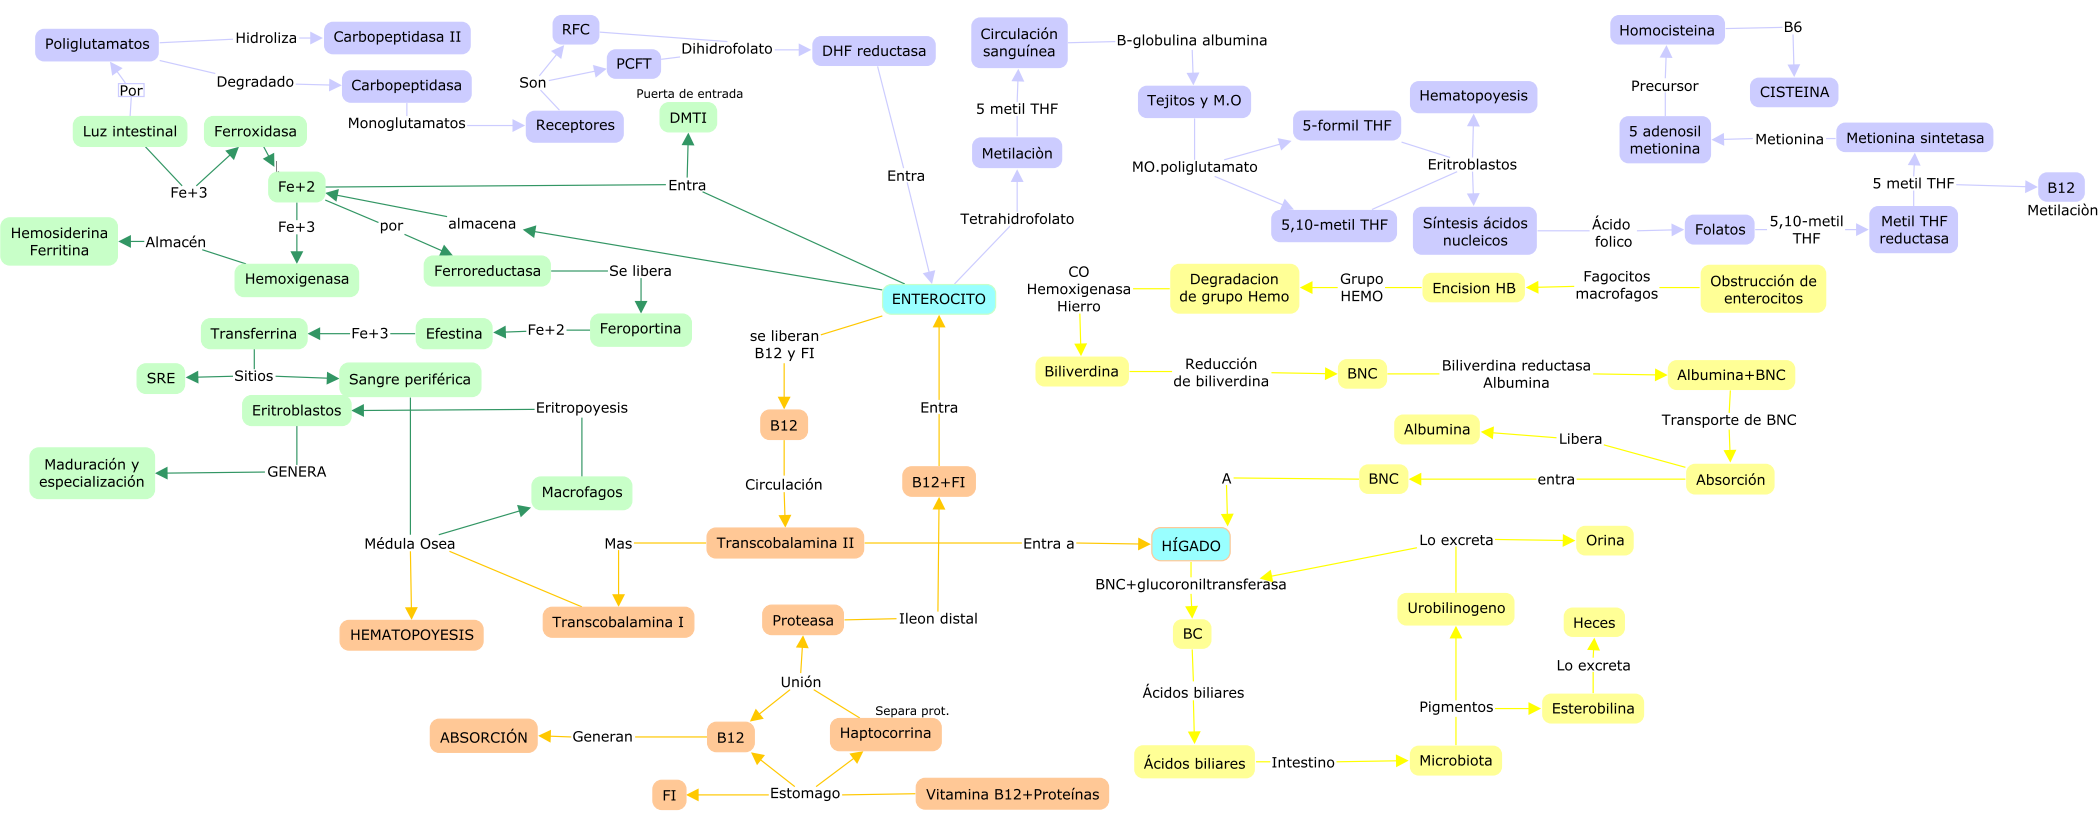 Poliglutamatos
Hidroliza
Carbopeptidasa II
Degradado
Carbopeptidasa
Por
Monoglutamatos
Receptores
Son
RFC
PCFT
Dihidrofolato
DHF reductasa
Entra
Luz intestinal
Ferroxidasa
Fe+3
Fe+2
Puerta de entrada
DMTI
Entra
almacena
Fe+3
por
Hemosiderina
Ferritina
Almacén
Hemoxigenasa
Ferroreductasa
Se libera
Feroportina
Fe+2
Efestina
Fe+3
Transferrina
Sitios
SRE
Sangre periférica
Eritroblastos
Eritropoyesis
GENERA
Maduración y
especialización
Macrofagos
Médula Osea
HEMATOPOYESIS
Transcobalamina I
Mas
Transcobalamina II
Entra a
Circulación
B12
se liberan
B12 y FI
ENTEROCITO
Entra
B12+FI
Ileon distal
Proteasa
Unión
Separa prot.
Haptocorrina
B12
Generan
ABSORCIÓN
FI
Estomago
Vitamina B12+Proteínas
Circulación
sanguínea
B-globulina albumina
5 metil THF
Metilaciòn
Tetrahidrofolato
Tejitos y M.O
MO.poliglutamato
5-formil THF
5,10-metil THF
Eritroblastos
Hematopoyesis
Síntesis ácidos
nucleicos
Ácido
folico
Folatos
5,10-metil
THF
Metil THF
reductasa
5 metil THF
B12
Metilaciòn
Metionina sintetasa
Metionina
5 adenosil
metionina
Precursor
Homocisteina
B6
CISTEINA
Obstrucción de
enterocitos
Fagocitos
macrofagos
Encision HB
Grupo
HEMO
Degradacion
de grupo Hemo
CO
Hemoxigenasa
Hierro
Biliverdina
Reducción
de biliverdina
BNC
Biliverdina reductasa
Albumina
Albumina+BNC
Transporte de BNC
Absorción
Libera
Albumina
entra
BNC
A
HÍGADO
BNC+glucoroniltransferasa
BC
Ácidos biliares
Ácidos biliares
Intestino
Microbiota
Pigmentos
Urobilinogeno
Lo excreta
Orina
Esterobilina
Lo excreta
Heces